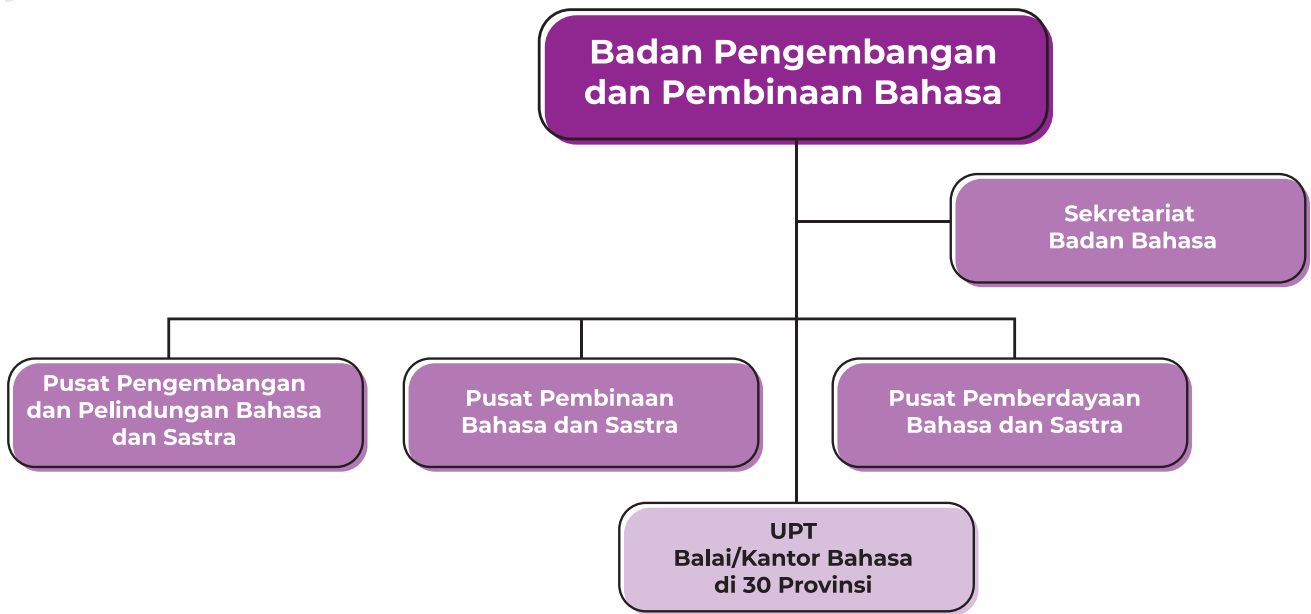 Badan Pengembangan
dan Pembinaan Bahasa
Sekretariat
Badan Bahasa
Pusat Pengembangan
dan Pelindungan Bahasa
dan Sastra
Pusat Pembinaan
Bahasa dan Sastra
Pusat Pemberdayaan
Bahasa dan Sastra
UPT
Balai/Kantor Bahasa
di 30 Provinsi